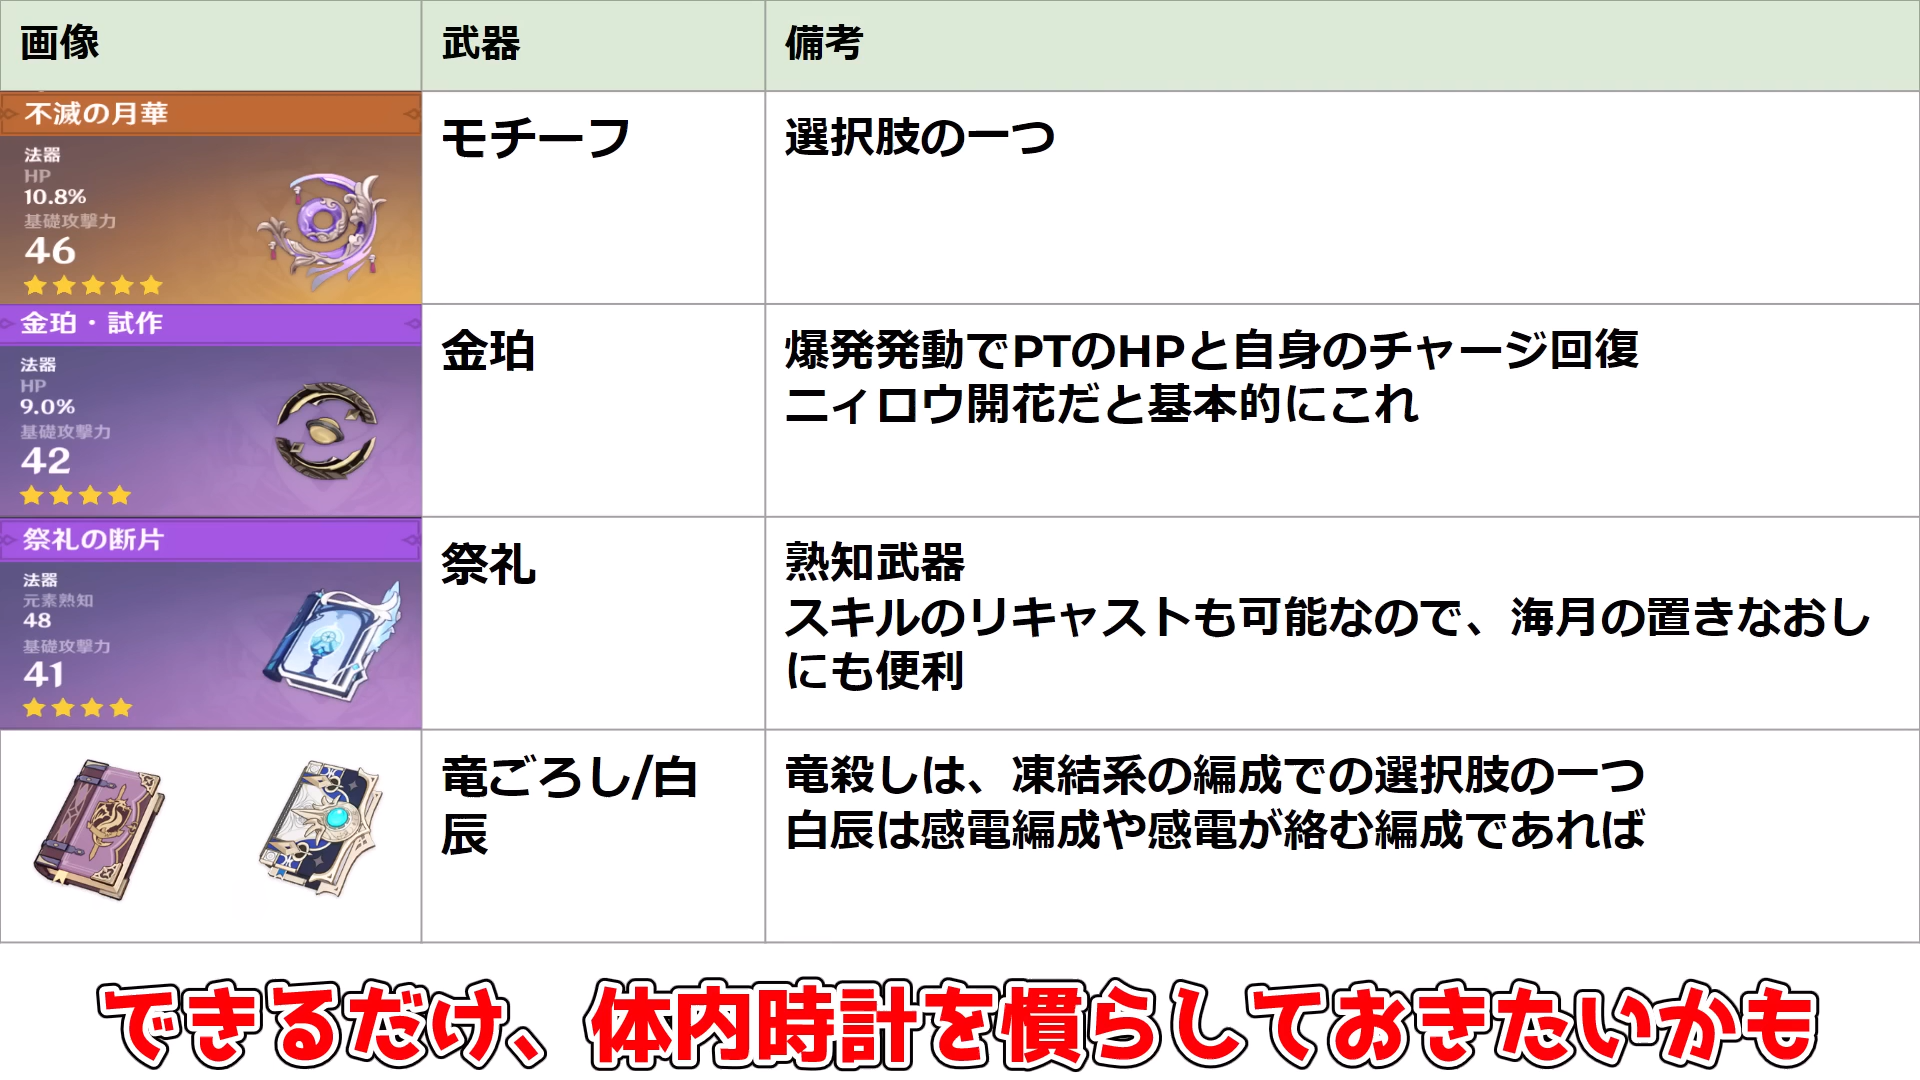 画像
武器
備考
不滅の月華
法器
HP
10.8%
基礎攻撃力
46
モチーフ
選択肢の一つ
金珀・試作
法器
HP
9.0%
基礎攻撃力
42
金珀
爆発発動でPTのHPと自身のチャージ回復
ニィロウ開花だと基本的にこれ
祭礼の断片
法器
元素熟知
48
基礎攻撃力
41
祭礼
熟知武器
スキルのリキャストも可能なので、海月の置きなおし
にも便利
竜ごろし/白
辰
竜殺しは、凍結系の編成での選択肢の一つ
白辰は感電編成や感電が絡む編成であれば
できるだけ、体内時計を慣らしておきたいかも